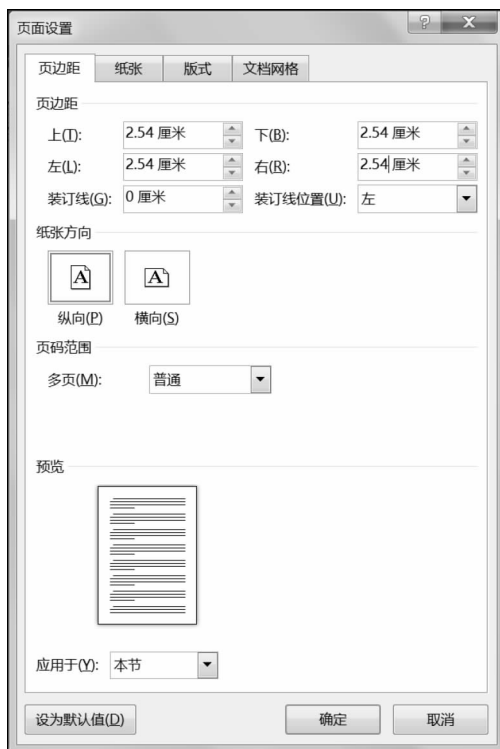 页面设置
页边距 纸张 版式 文档网格
页边距
上(T): 2.54 厘米 下(B): 2.54 厘米
左(L): 2.54 厘米 右(R): 2.54 厘米
装订线(G): 0 厘米 装订线位置(U): 左
纸张方向
A A
纵向(P) 横向(S)
页码范围
多页(M): 普通
预览
应用于(Y): 本节
设为默认值(D) 确定 取消